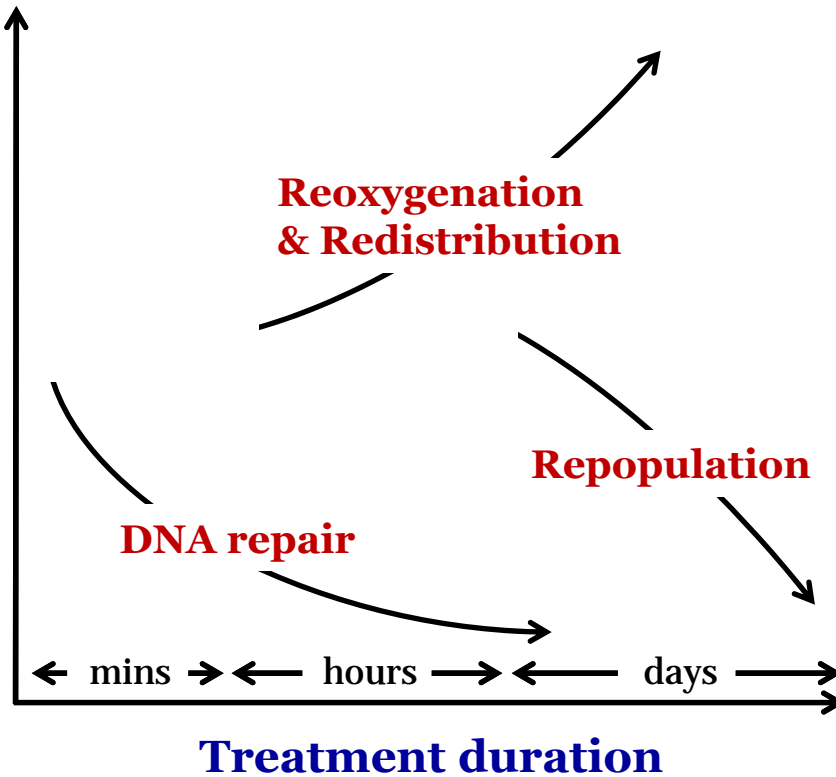 Reoxygenation
& Redistribution
Repopulation
DNA repair
mins
hours
days
Treatment duration